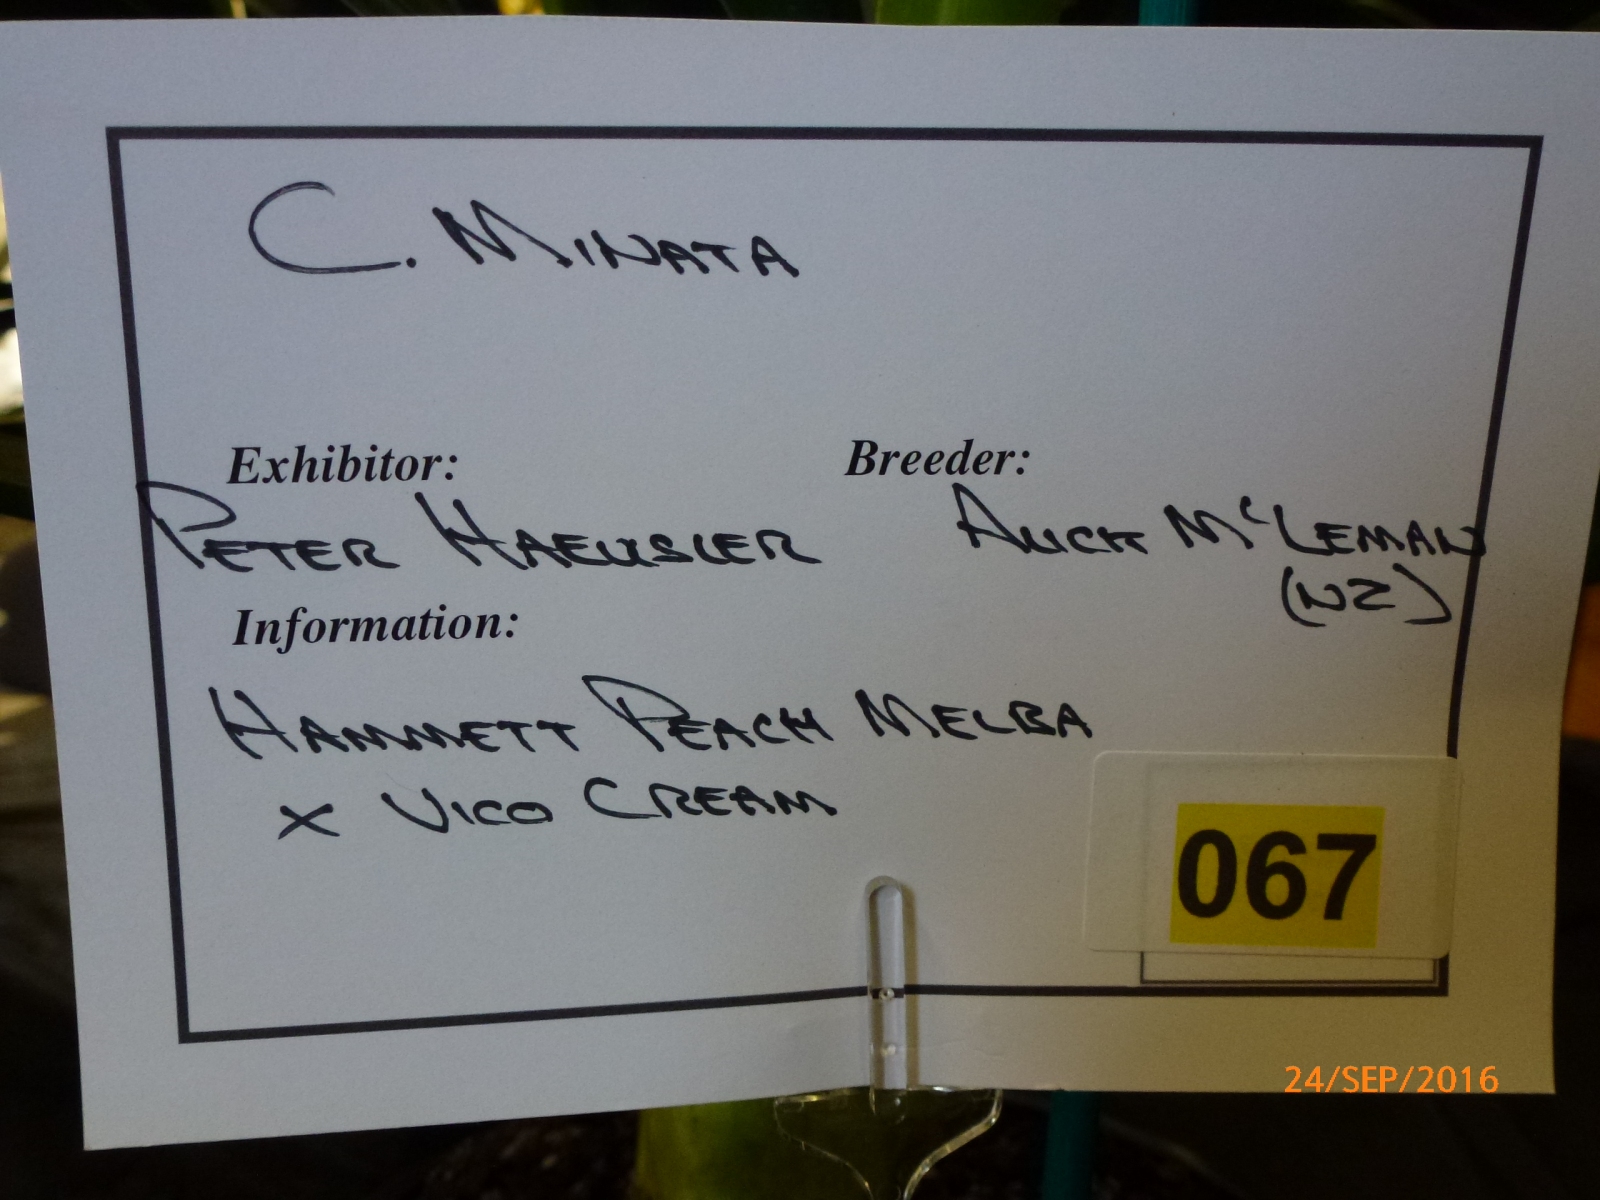 C. MINATA
Exhibitor: Breeder:
PETER HAEUSLER ALICK McLEMAN
(NZ)
Information:
HAMMETT PEACH MELBA
x VICO CREAM
067
24/SEP/2016